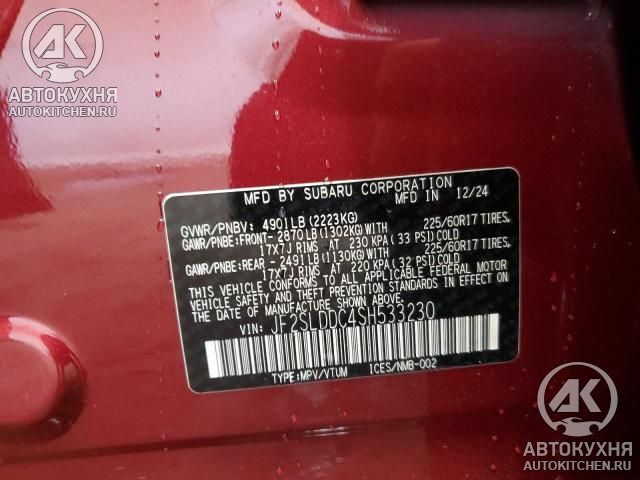 AK
АВТОКУХНЯ
AUTOKITCHEN.RU
MFD BY SUBARU CORPORATION 12/24
GVWR/PNBV: 4901LB (2223KG)
GAWR/PNBE:FRONT- 2870LB (1302KG) WITH 225/60R17 TIRES,
17X7J RIMS AT 230 KPA (33 PSI) COLD
GAWR/PNBE:REAR - 2491LB (1130KG) WITH 225/60R17 TIRES,
17X7J RIMS AT 220 KPA (32 PSI) COLD
THIS VEHICLE CONFORMS TO ALL APPLICABLE FEDERAL MOTOR
VEHICLE SAFETY AND THEFT PREVENTION STANDARDS IN EFFECT ON
THE DATE OF MANUFACTURE SHOWN ABOVE.
VIN: JF2SLDDC4SH533230
TYPE:MPV/VTUM ICES/NMB-002
AK
АВТОКУХНЯ
AUTOKITCHEN.RU